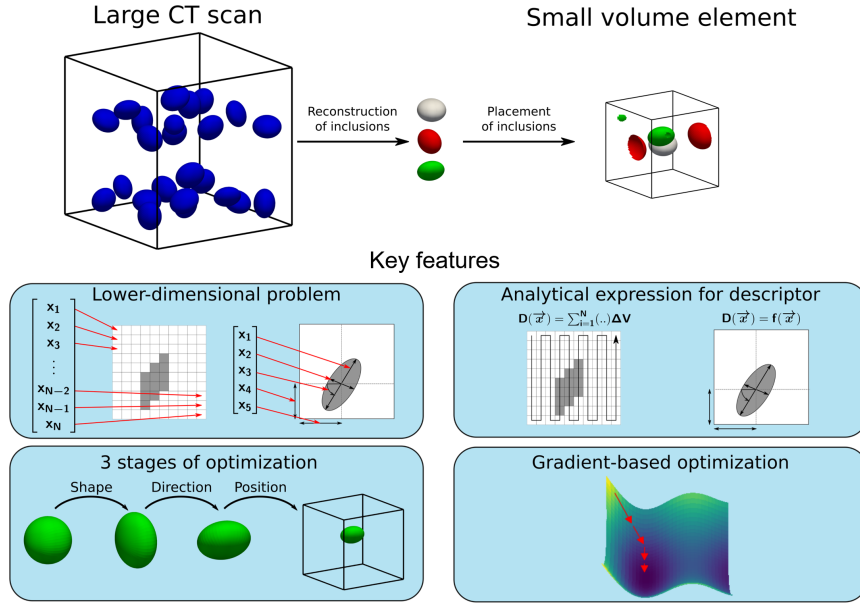 Large CT scan
Small volume element
Reconstruction
of inclusions
Placement
of inclusions
Key features
Lower-dimensional problem
x1
x2
x3
⋮
xN−2
xN−1
xN
x1
x2
x3
x4
x5
Analytical expression for descriptor
D(x⃗) = ∑_{i=1}^{N}(..)ΔV
D(x⃗) = f(x⃗)
3 stages of optimization
Shape
Direction
Position
Gradient-based optimization